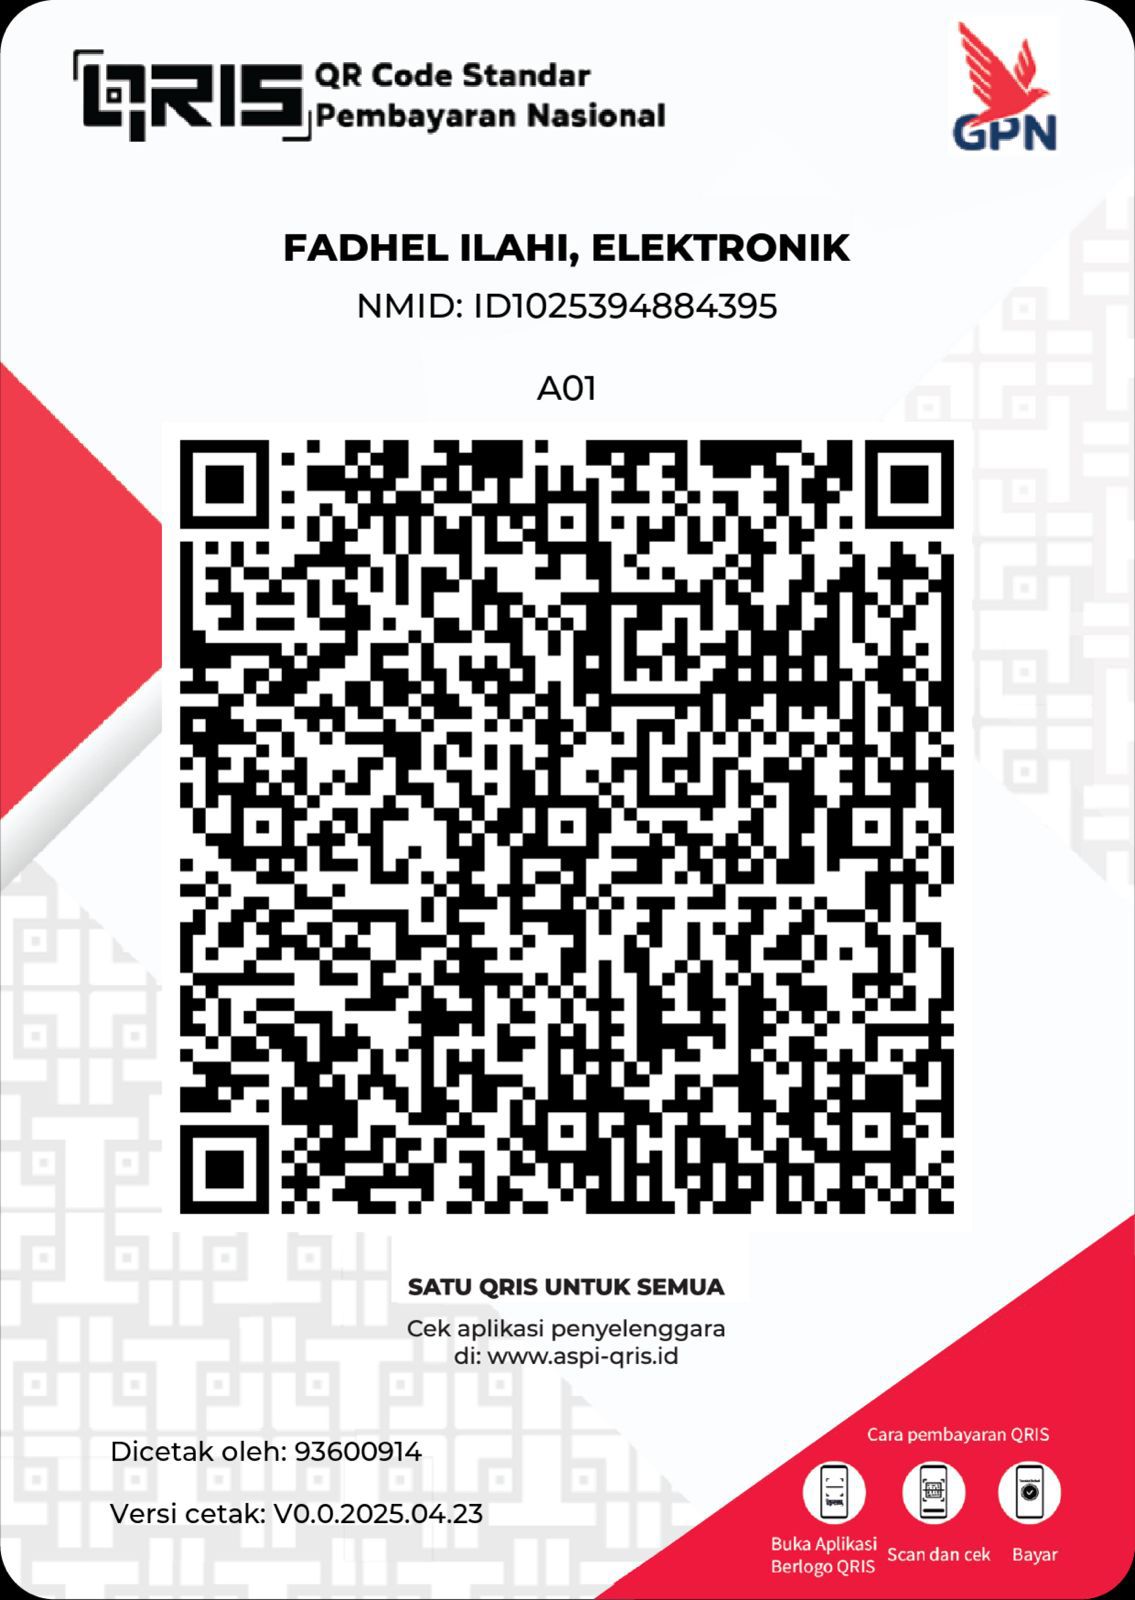 QRIS
QR Code Standar
Pembayaran Nasional
GPN
FADHEL ILAHI, ELEKTRONIK
NMID: ID1025394884395
A01
SATU QRIS UNTUK SEMUA
Cek aplikasi penyelenggara
di: www.aspi-qris.id
Dicetak oleh: 93600914
Versi cetak: V0.0.2025.04.23
Cara pembayaran QRIS
Buka Aplikasi
Berlogo QRIS
Scan dan cek
Bayar